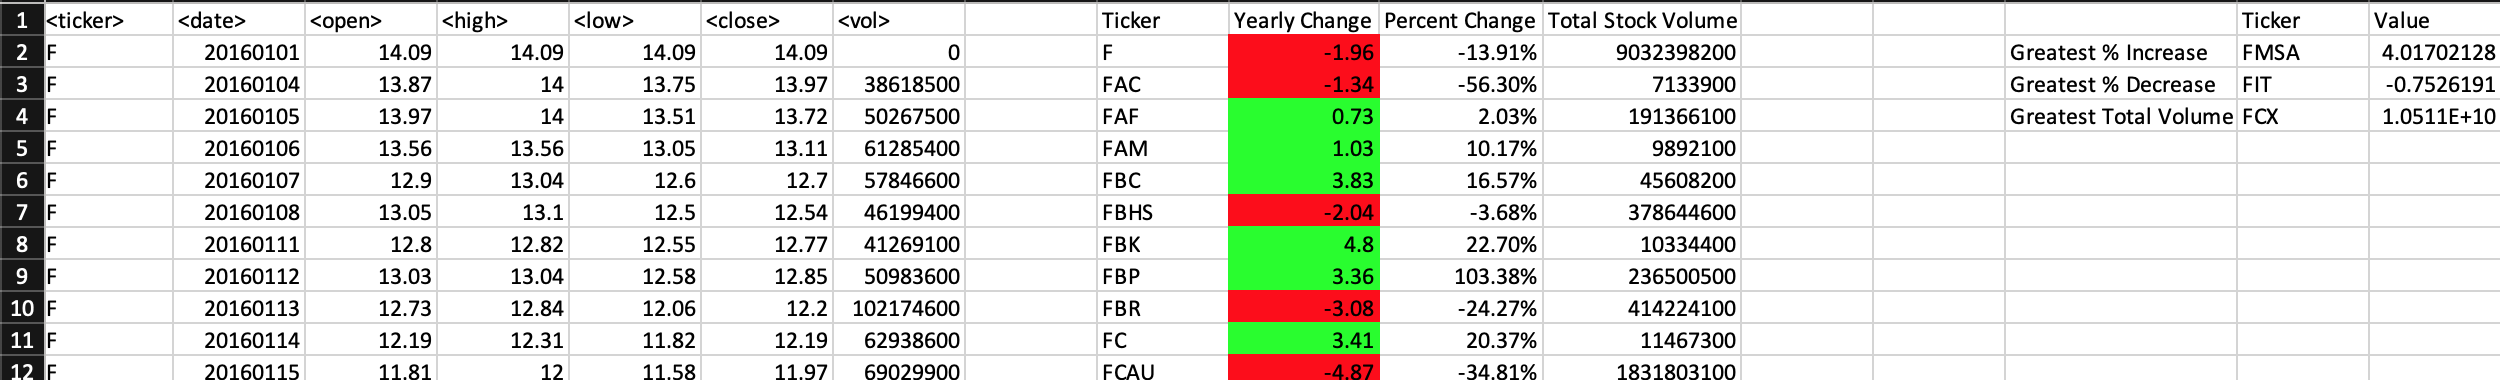 1 <ticker> <date> <open> <high> <low> <close> <vol> Ticker Yearly Change Percent Change Total Stock Volume Ticker Value
2 F 20160101 14.09 14.09 14.09 14.09 0 F -1.96 -13.91% 9032398200 Greatest % Increase FMSA 4.01702128
3 F 20160104 13.87 14 13.75 13.97 38618500 FAC -1.34 -56.30% 7133900 Greatest % Decrease FIT -0.7526191
4 F 20160105 13.97 14 13.51 13.72 50267500 FAF 0.73 2.03% 191366100 Greatest Total Volume FCX 1.0511E+10
5 F 20160106 13.56 13.56 13.05 13.11 61285400 FAM 1.03 10.17% 9892100
6 F 20160107 12.9 13.04 12.6 12.7 57846600 FBC 3.83 16.57% 45608200
7 F 20160108 13.05 13.1 12.5 12.54 46199400 FBHS -2.04 -3.68% 378644600
8 F 20160111 12.8 12.82 12.55 12.77 41269100 FBK 4.8 22.70% 10334400
9 F 20160112 13.03 13.04 12.58 12.85 50983600 FBP 3.36 103.38% 236500500
10 F 20160113 12.73 12.84 12.06 12.2 102174600 FBR -3.08 -24.27% 414224100
11 F 20160114 12.19 12.31 11.82 12.19 62938600 FC 3.41 20.37% 11467300
12 F 20160115 11.81 12 11.58 11.97 69029900 FCAU -4.87 -34.81% 1831803100